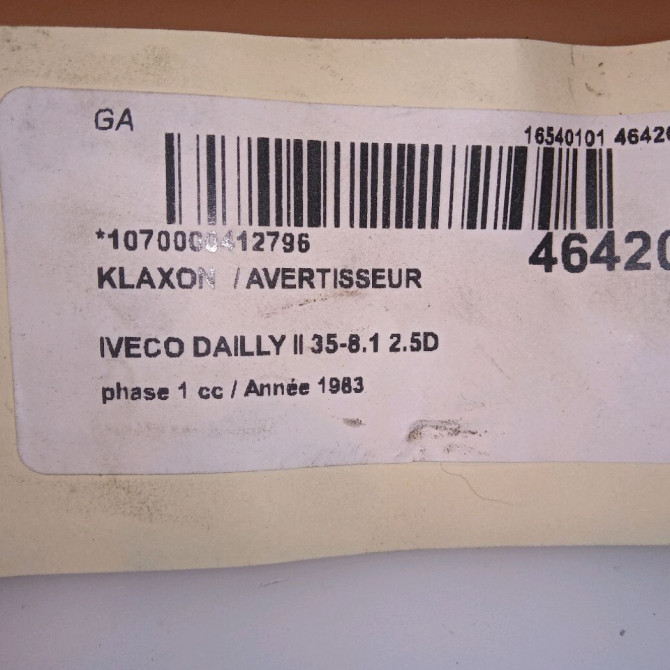 GA
16540101 46420
*1070000412796
46420
KLAXON / AVERTISSEUR
IVECO DAILLY II 35-8.1 2.5D
phase 1 cc / Année 1983